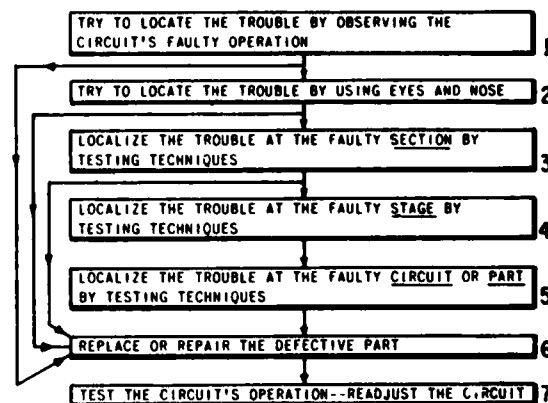 TRY TO LOCATE THE TROUBLE BY OBSERVING THE
CIRCUIT'S FAULTY OPERATION
1
TRY TO LOCATE THE TROUBLE BY USING EYES AND NOSE
2
LOCALIZE THE TROUBLE AT THE FAULTY SECTION BY
TESTING TECHNIQUES
3
LOCALIZE THE TROUBLE AT THE FAULTY STAGE BY
TESTING TECHNIQUES
4
LOCALIZE THE TROUBLE AT THE FAULTY CIRCUIT OR PART
BY TESTING TECHNIQUES
5
REPLACE OR REPAIR THE DEFECTIVE PART
6
TEST THE CIRCUIT'S OPERATION--READJUST THE CIRCUIT
7